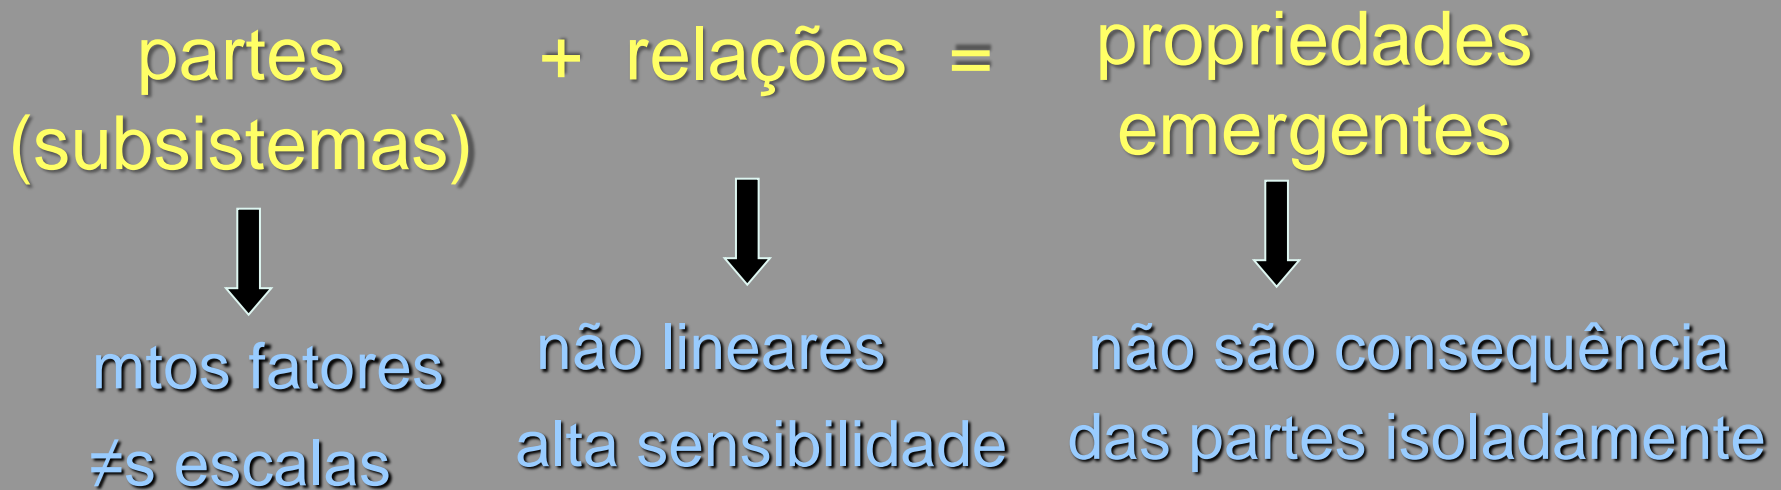 partes + relações = propriedades
(subsistemas) emergentes
mtos fatores não lineares não são consequência
≠s escalas alta sensibilidade das partes isoladamente